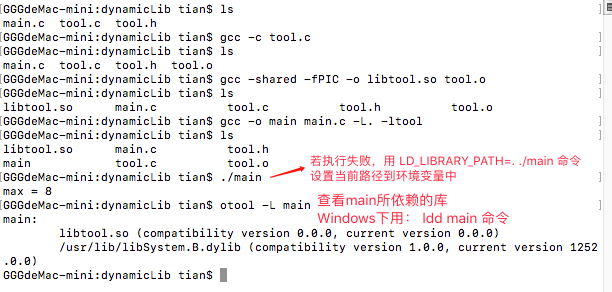 [GGGdeMac-mini:dynamicLib tian$ ls
main.c  tool.c  tool.h
[GGGdeMac-mini:dynamicLib tian$ gcc -c tool.c
[GGGdeMac-mini:dynamicLib tian$ ls
main.c  tool.c  tool.h  tool.o
[GGGdeMac-mini:dynamicLib tian$ gcc -shared -fPIC -o libtool.so tool.o
[GGGdeMac-mini:dynamicLib tian$ ls
libtool.so      main.c          tool.c          tool.h          tool.o
[GGGdeMac-mini:dynamicLib tian$ gcc -o main main.c -L. -ltool
[GGGdeMac-mini:dynamicLib tian$ ls
libtool.so      main.c          tool.h
main            tool.c          tool.o
[GGGdeMac-mini:dynamicLib tian$ ./main
若执行失败，用 LD_LIBRARY_PATH=. ./main 命令
设置当前路径到环境变量中
max = 8
[GGGdeMac-mini:dynamicLib tian$ otool -L main
查看main所依赖的库
Windows下用： ldd main 命令
main:
        libtool.so (compatibility version 0.0.0, current version 0.0.0)
        /usr/lib/libSystem.B.dylib (compatibility version 1.0.0, current version 1252
.0.0)
GGGdeMac-mini:dynamicLib tian$